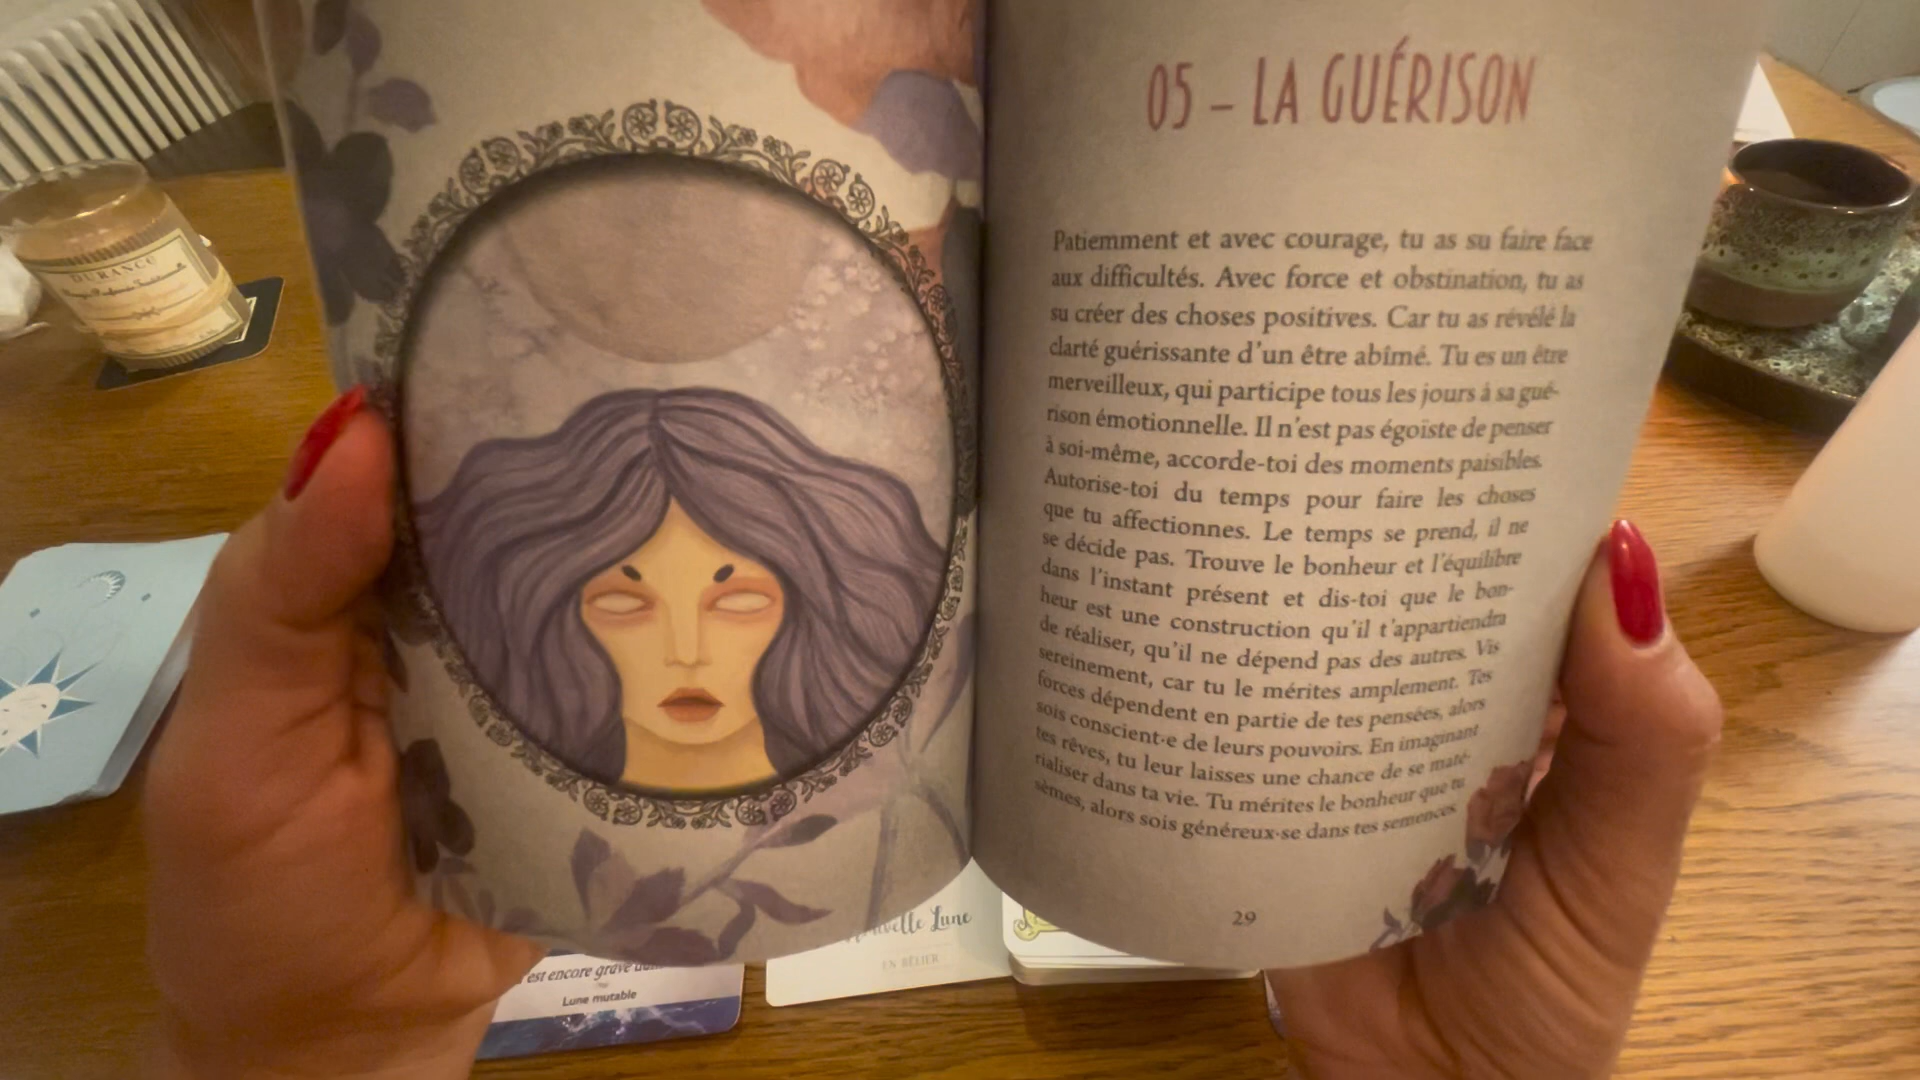 DURANCE
05 – LA GUÉRISON
Patiemment et avec courage, tu as su faire face
aux difficultés. Avec force et obstination, tu as
su créer des choses positives. Car tu as révélé la
clarté guérissante d'un être abîmé. Tu es un être
merveilleux, qui participe tous les jours à sa gué-
rison émotionnelle. Il n'est pas égoïste de penser
à soi-même, accorde-toi des moments paisibles.
Autorise-toi du temps pour faire les choses
que tu affectionnes. Le temps se prend, il ne
se décide pas. Trouve le bonheur et l'équilibre
dans l'instant présent et dis-toi que le bon-
heur est une construction qu'il t'appartiendra
de réaliser, qu'il ne dépend pas des autres. Vis
sereinement, car tu le mérites amplement. Tes
forces dépendent en partie de tes pensées, alors
sois conscient·e de leurs pouvoirs. En imaginant
tes rêves, tu leur laisses une chance de se maté-
rialiser dans ta vie. Tu mérites le bonheur que tu
sèmes, alors sois généreux·se dans tes semences.
29
est encore grave
Lune mutable
Lune
EN BÉLIER